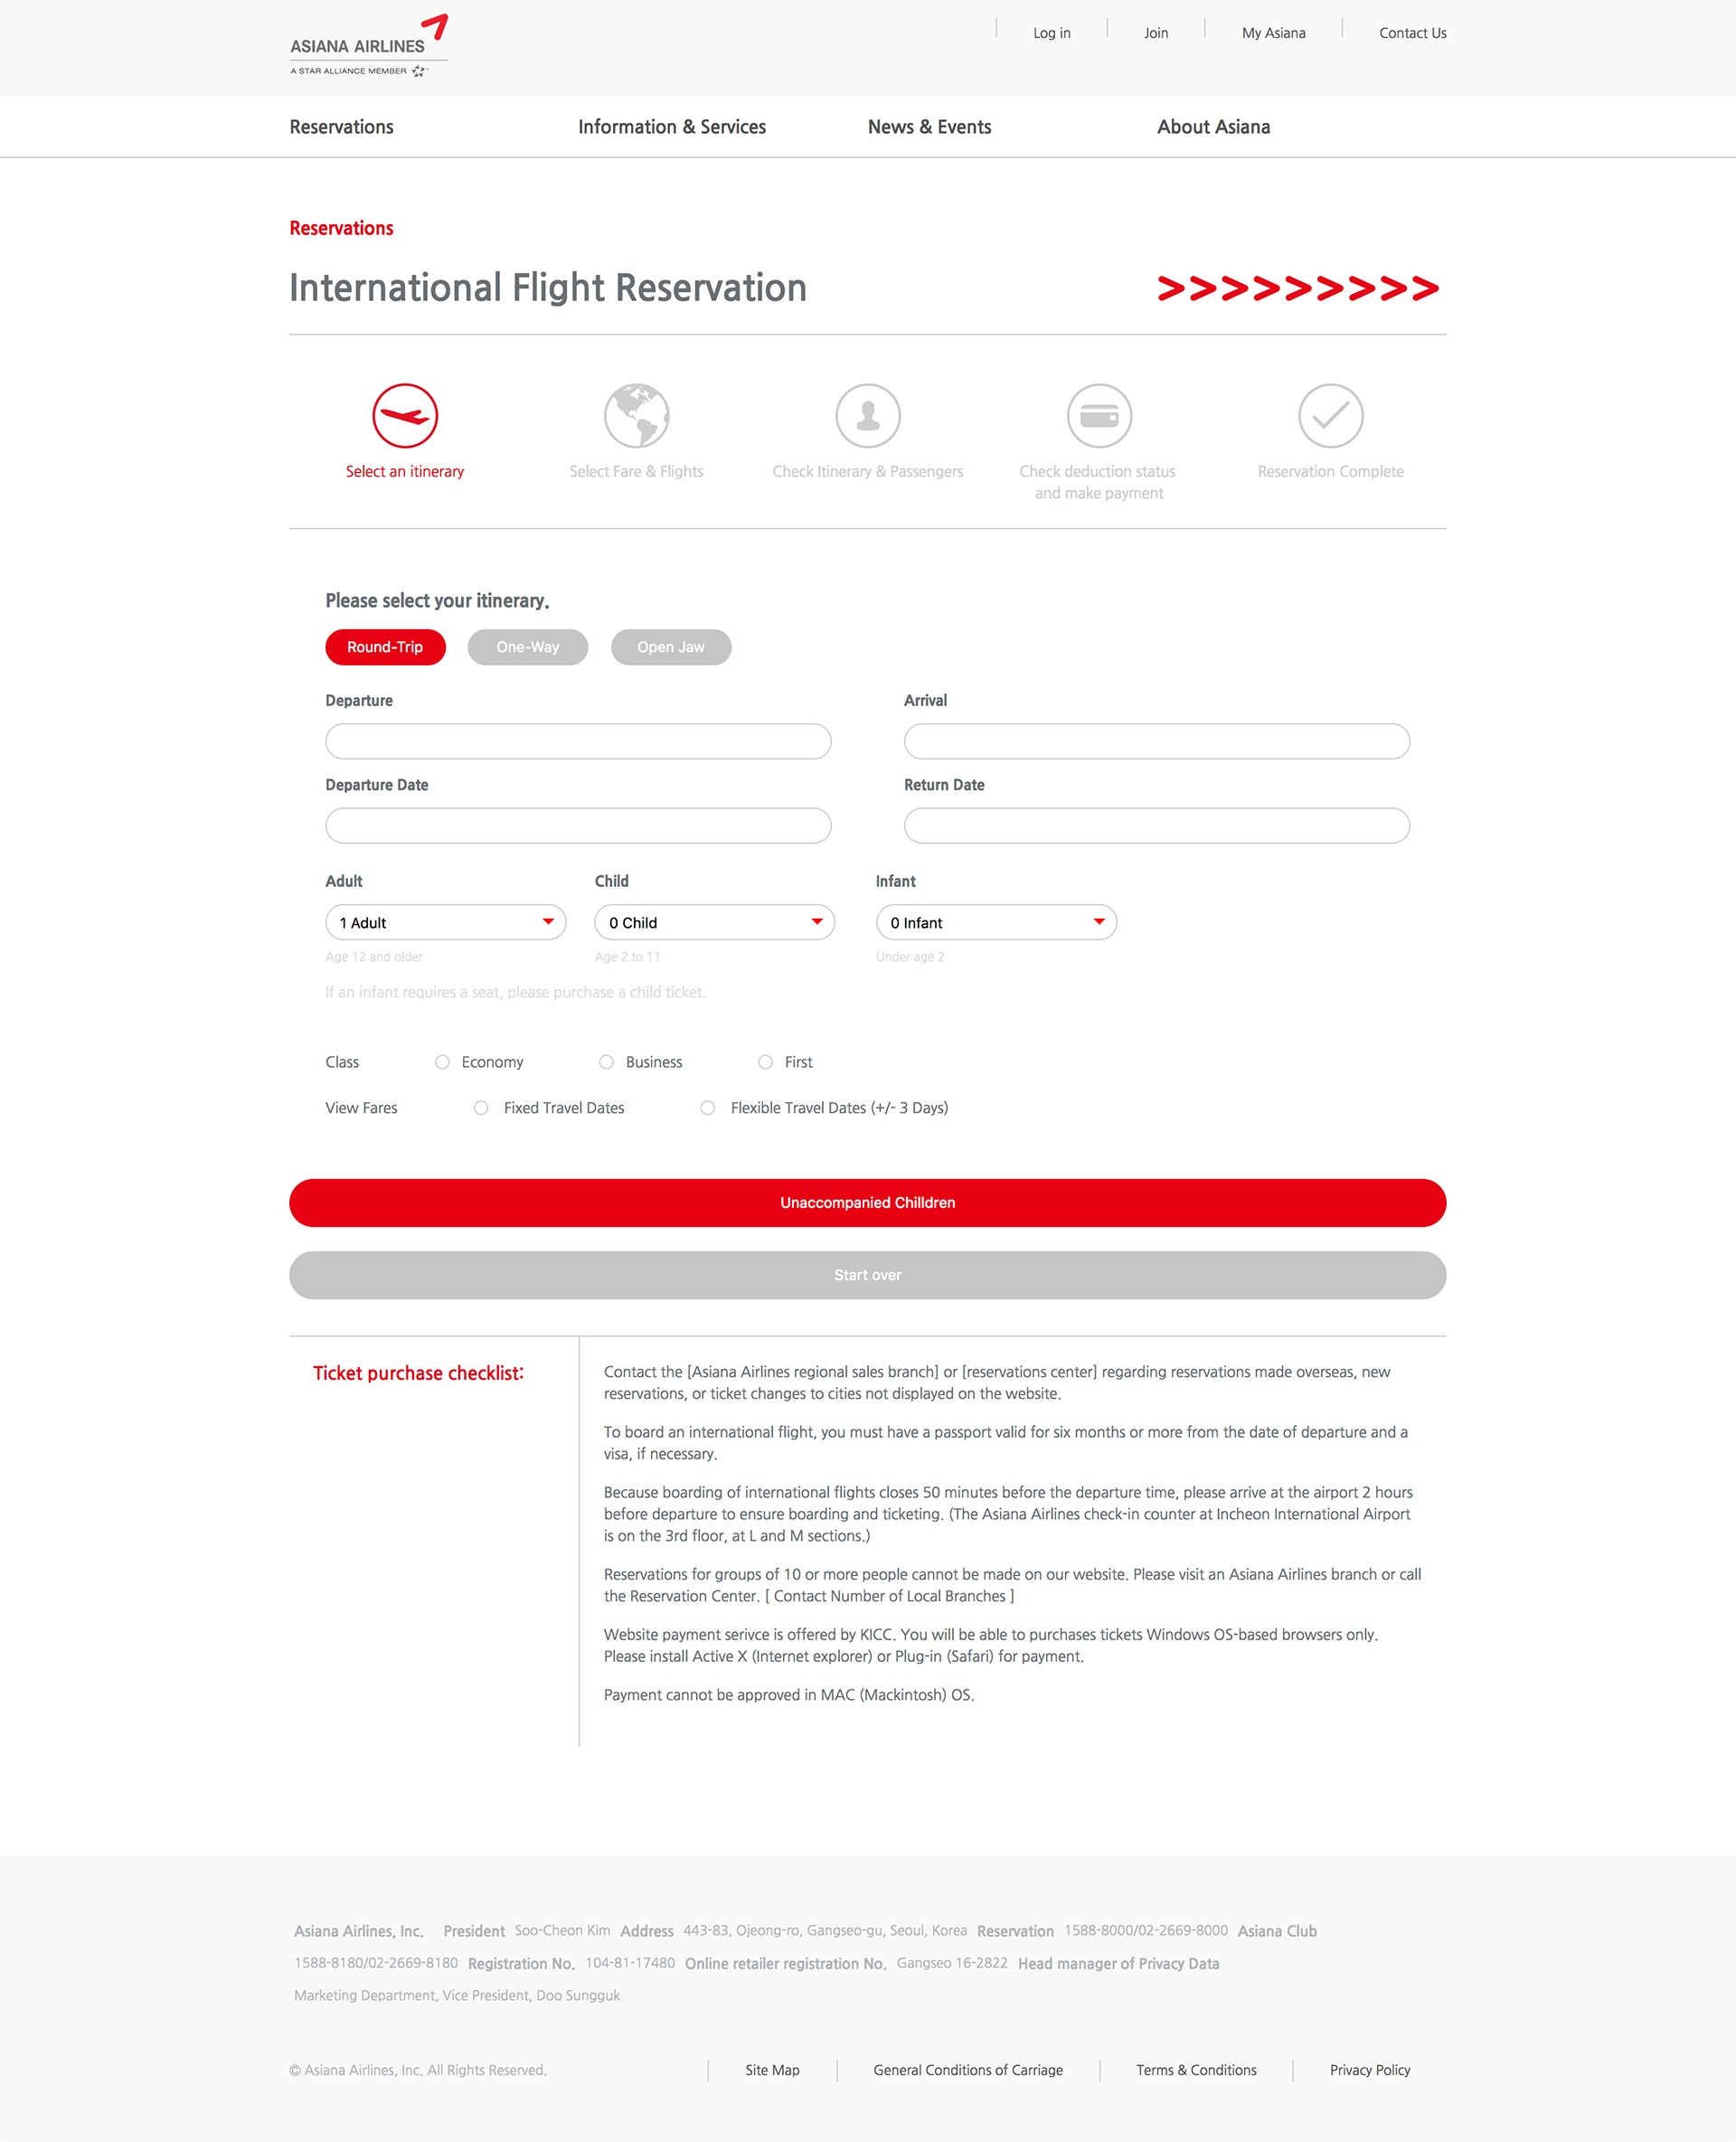 ASIANA AIRLINES
A STAR ALLIANCE MEMBER
Log in
Join
My Asiana
Contact Us
Reservations
Information & Services
News & Events
About Asiana
Reservations
International Flight Reservation
>>>>>>>>>
Select an itinerary
Select Fare & Flights
Check Itinerary & Passengers
Check deduction status
and make payment
Reservation Complete
Please select your itinerary.
Round-Trip
One-Way
Open Jaw
Departure
Arrival
Departure Date
Return Date
Adult
Child
Infant
1 Adult
0 Child
0 Infant
Age 12 and older
Age 2 to 11
Under age 2
If an infant requires a seat, please purchase a child ticket.
Class
Economy
Business
First
View Fares
Fixed Travel Dates
Flexible Travel Dates (+/- 3 Days)
Unaccompanied Chilldren
Start over
Ticket purchase checklist:
Contact the [Asiana Airlines regional sales branch] or [reservations center] regarding reservations made overseas, new
reservations, or ticket changes to cities not displayed on the website.
To board an international flight, you must have a passport valid for six months or more from the date of departure and a
visa, if necessary.
Because boarding of international flights closes 50 minutes before the departure time, please arrive at the airport 2 hours
before departure to ensure boarding and ticketing. (The Asiana Airlines check-in counter at Incheon International Airport
is on the 3rd floor, at L and M sections.)
Reservations for groups of 10 or more people cannot be made on our website. Please visit an Asiana Airlines branch or call
the Reservation Center. [ Contact Number of Local Branches ]
Website payment serivce is offered by KICC. You will be able to purchases tickets Windows OS-based browsers only.
Please install Active X (Internet explorer) or Plug-in (Safari) for payment.
Payment cannot be approved in MAC (Mackintosh) OS.
Asiana Airlines, Inc. President Soo-Cheon Kim Address 443-83, Ojeong-ro, Gangseo-gu, Seoul, Korea Reservation 1588-8000/02-2669-8000 Asiana Club
1588-8180/02-2669-8180 Registration No. 104-81-17480 Online retailer registration No. Gangseo 16-2822 Head manager of Privacy Data
Marketing Department, Vice President, Doo Sungguk
© Asiana Airlines, Inc. All Rights Reserved.
Site Map
General Conditions of Carriage
Terms & Conditions
Privacy Policy